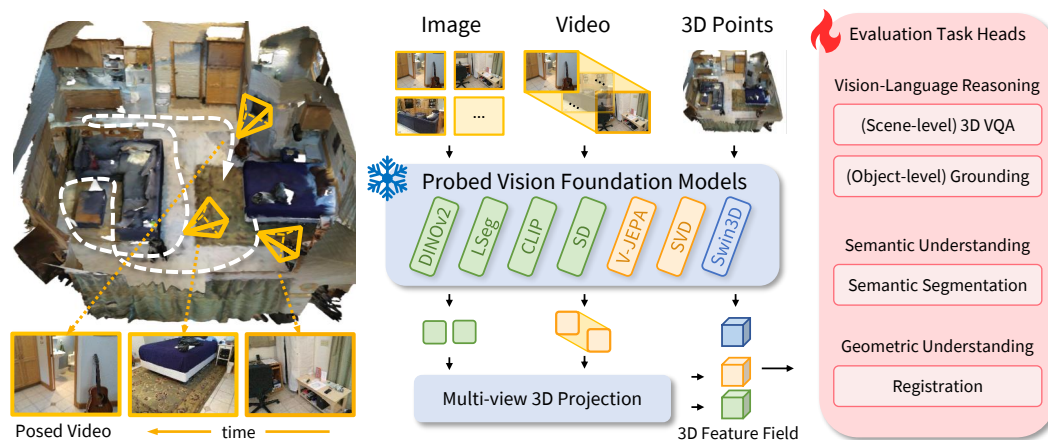 Image
Video
3D Points
...
...
Probed Vision Foundation Models
DINOv2
LSeg
CLIP
SD
V-JEPA
SVD
Swin3D
Multi-view 3D Projection
3D Feature Field
Posed Video
time
Evaluation Task Heads
Vision-Language Reasoning
(Scene-level) 3D VQA
(Object-level) Grounding
Semantic Understanding
Semantic Segmentation
Geometric Understanding
Registration